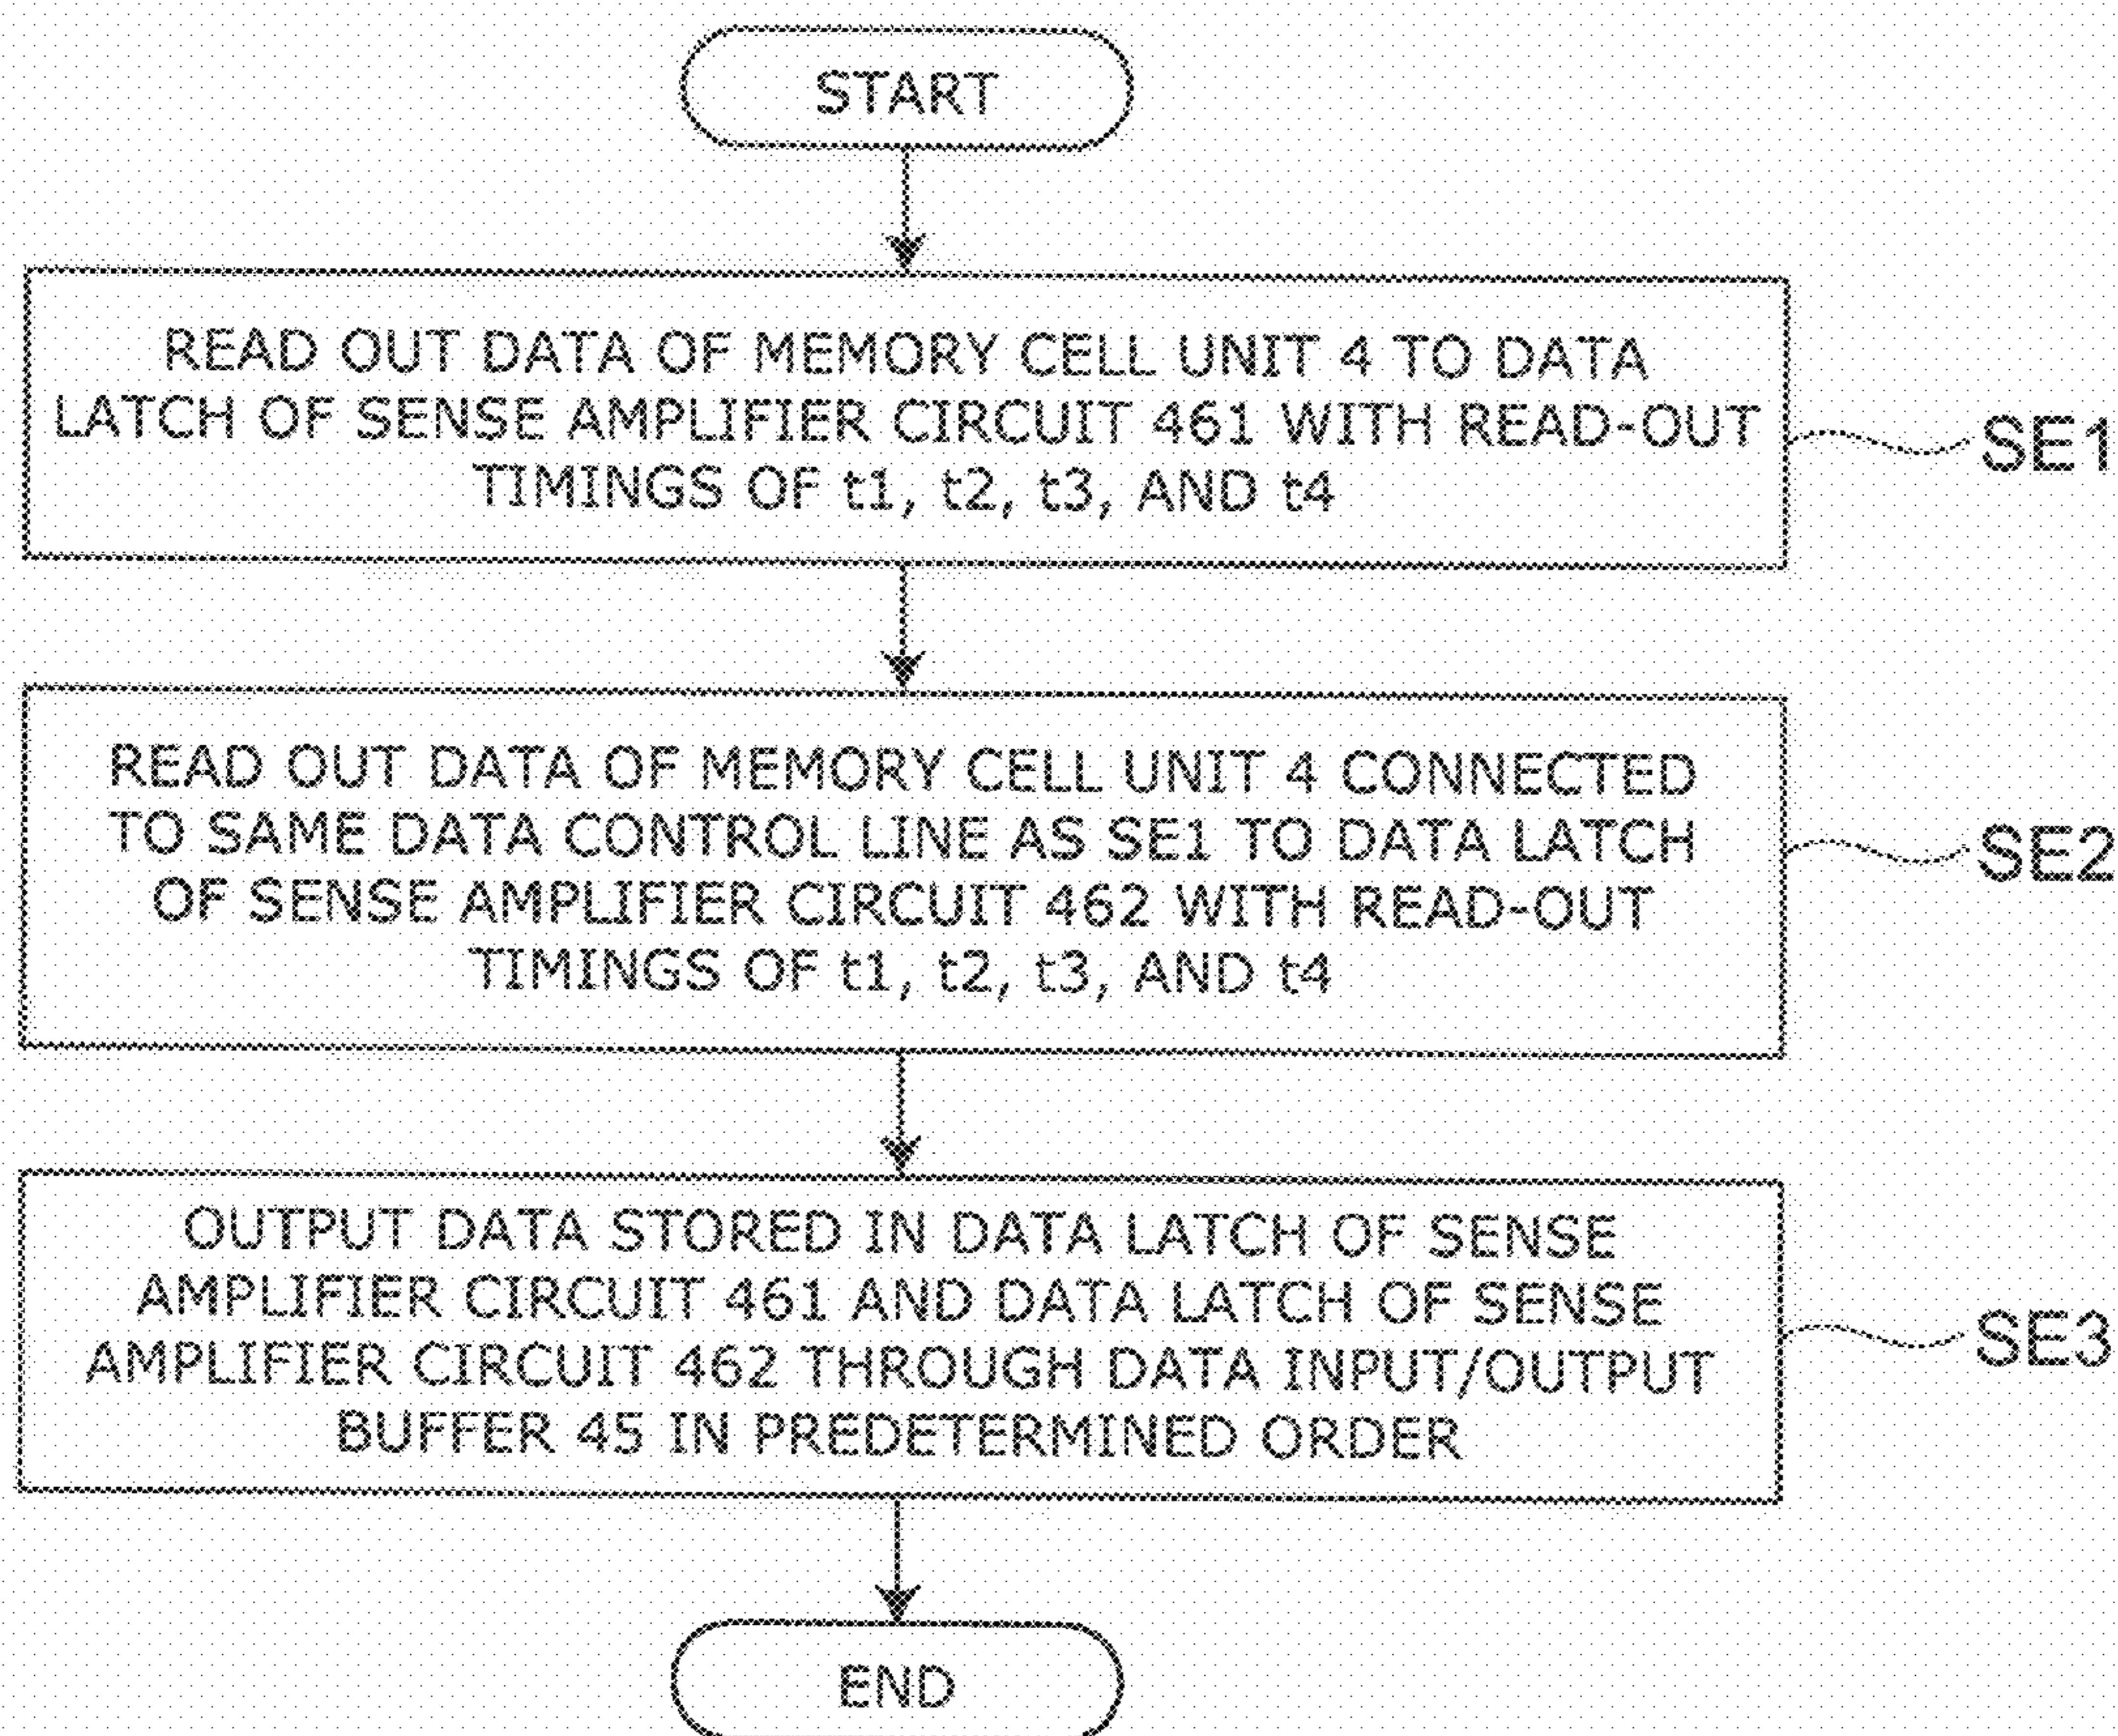 START
READ OUT DATA OF MEMORY CELL UNIT 4 TO DATA
LATCH OF SENSE AMPLIFIER CIRCUIT 461 WITH READ-OUT
TIMINGS OF t1, t2, t3, AND t4
SE1
READ OUT DATA OF MEMORY CELL UNIT 4 CONNECTED
TO SAME DATA CONTROL LINE AS SE1 TO DATA LATCH
OF SENSE AMPLIFIER CIRCUIT 462 WITH READ-OUT
TIMINGS OF t1, t2, t3, AND t4
SE2
OUTPUT DATA STORED IN DATA LATCH OF SENSE
AMPLIFIER CIRCUIT 461 AND DATA LATCH OF SENSE
AMPLIFIER CIRCUIT 462 THROUGH DATA INPUT/OUTPUT
BUFFER 45 IN PREDETERMINED ORDER
SE3
END